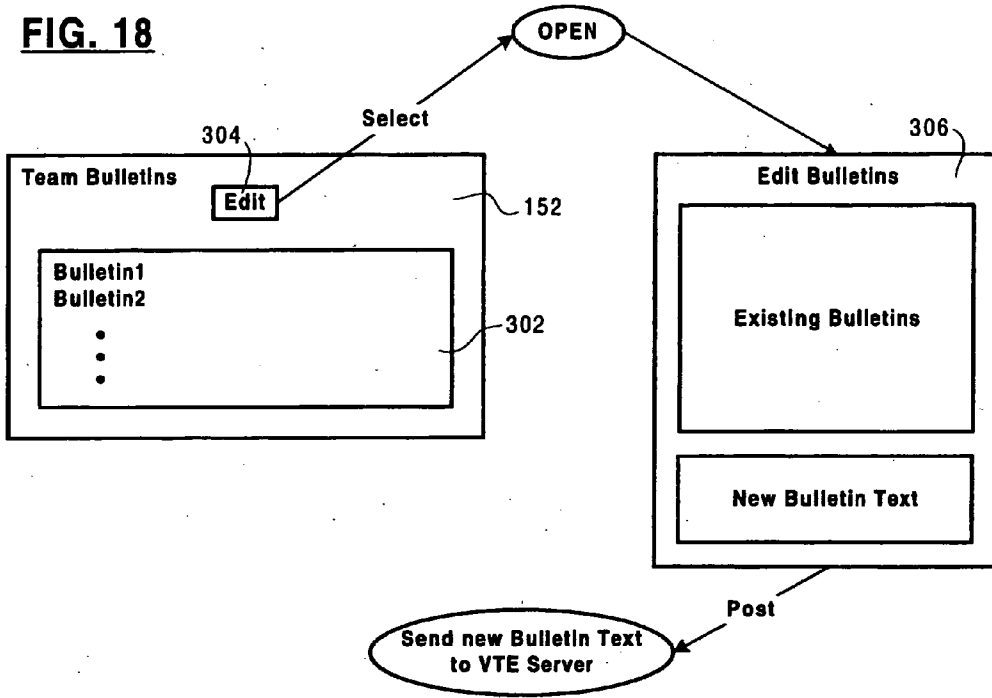 FIG. 18
OPEN
Select
304
306
Team Bulletins
Edit
152
Bulletin1
Bulletin2
302
Edit Bulletins
Existing Bulletins
New Bulletin Text
Post
Send new Bulletin Text
to VTE Server